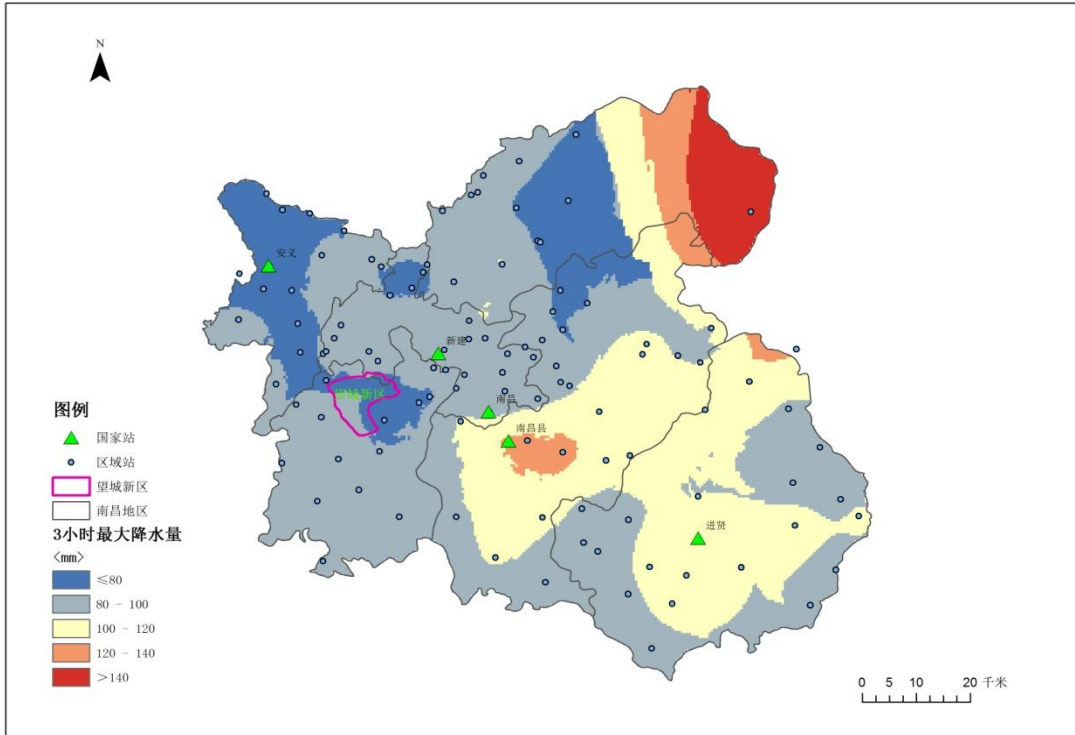 N
安义
新建
望城新区
南昌
南昌县
进贤
图例
国家站
区域站
望城新区
南昌地区
3小时最大降水量
<mm>
≤80
80 - 100
100 - 120
120 - 140
>140
0 5 10 20 千米